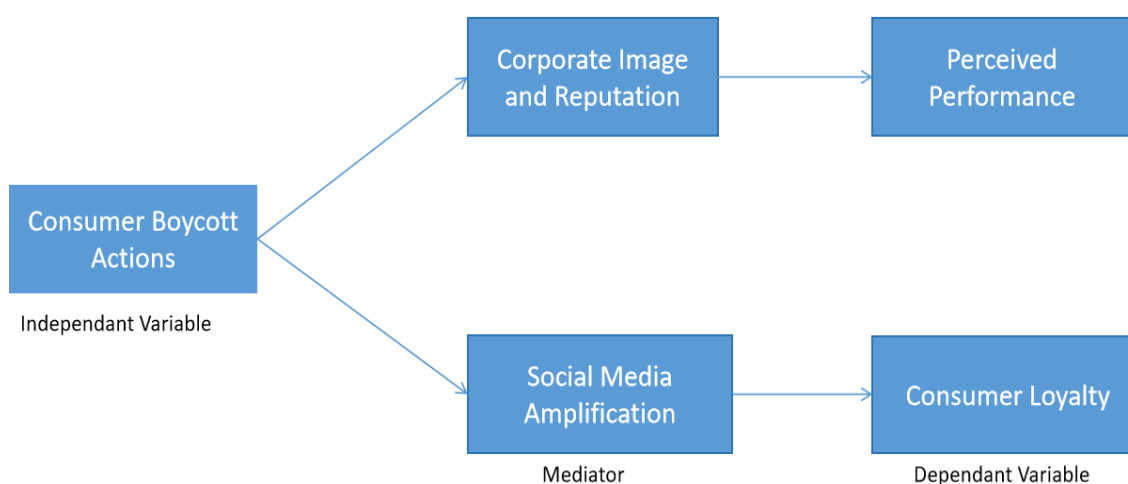 Corporate Image
and Reputation
Perceived
Performance
Consumer Boycott
Actions
Independant Variable
Social Media
Amplification
Consumer Loyalty
Mediator
Dependant Variable